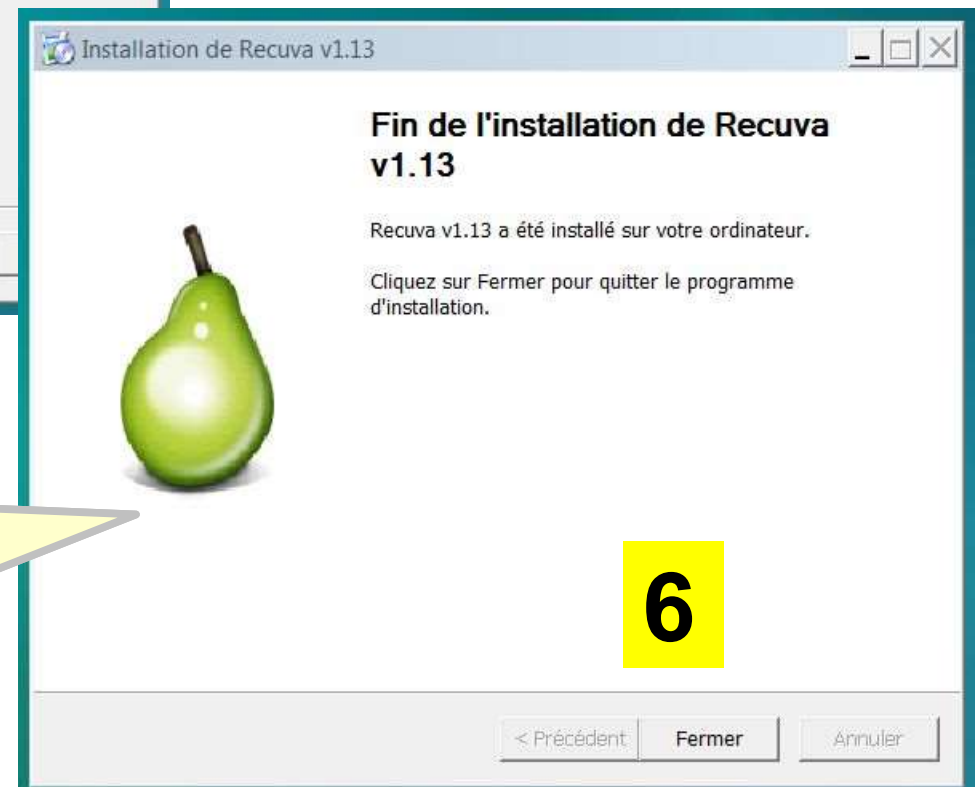 Installation de Recuva v1.13
Fin de l'installation de Recuva
v1.13
Recuva v1.13 a été installé sur votre ordinateur.
Cliquez sur Fermer pour quitter le programme
d'installation.
6
< Précédent Fermer Annuler